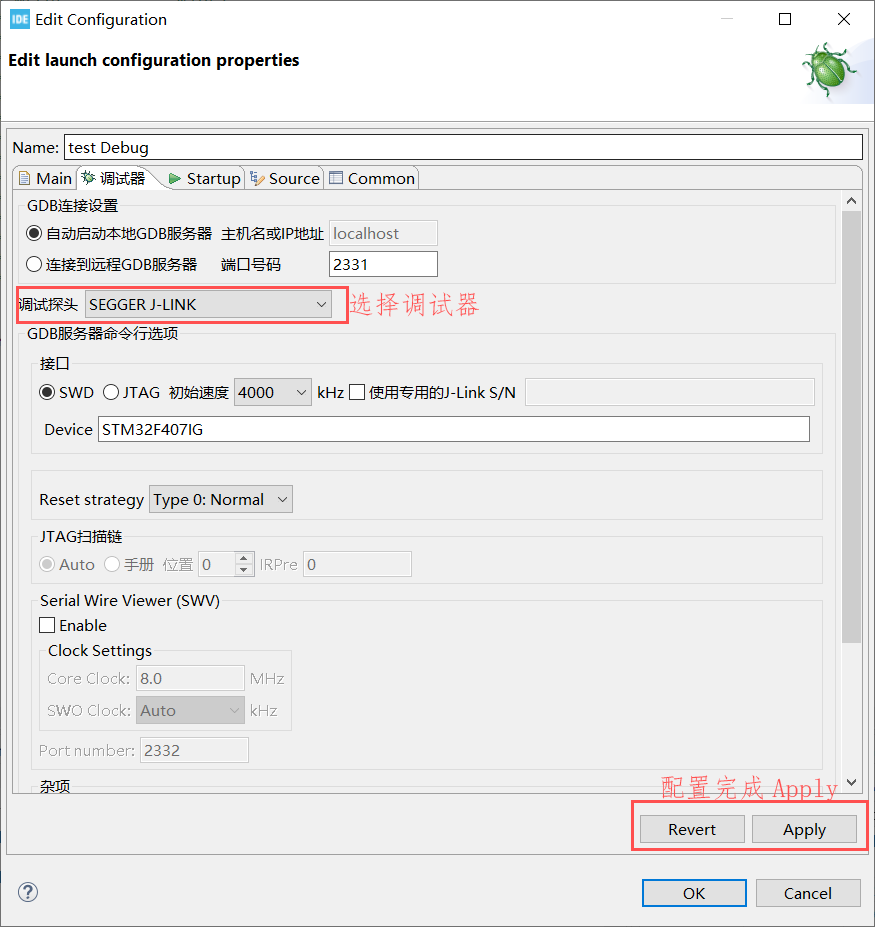 IDE Edit Configuration
Edit launch configuration properties
Name: test Debug
Main 调试器 Startup Source Common
GDB连接设置
自动启动本地GDB服务器 主机名或IP地址 localhost
连接到远程GDB服务器 端口号码 2331
调试探头 SEGGER J-LINK 选择调试器
GDB服务器命令行选项
接口
SWD JTAG 初始速度 4000 kHz 使用专用的J-Link S/N
Device STM32F407IG
Reset strategy Type 0: Normal
JTAG扫描链
Auto 手册 位置 0 IRPre 0
Serial Wire Viewer (SWV)
Enable
Clock Settings
Core Clock: 8.0 MHz
SWO Clock: Auto kHz
Port number: 2332
杂项
配置完成 Apply
Revert Apply
? OK Cancel